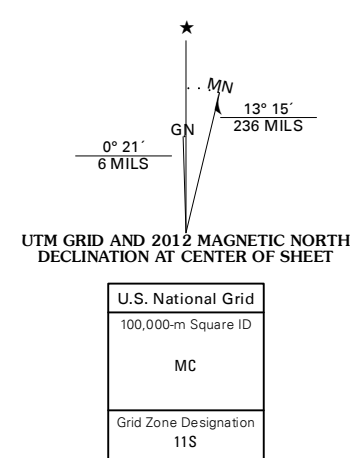 ★
MN
13° 15´
236 MILS
GN
0° 21´
6 MILS
UTM GRID AND 2012 MAGNETIC NORTH
DECLINATION AT CENTER OF SHEET
U.S. National Grid
100,000-m Square ID
MC
Grid Zone Designation
11S